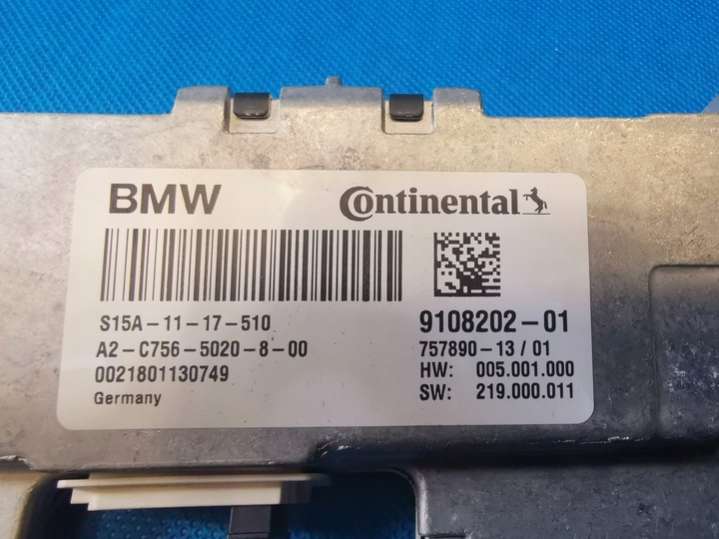 BMW Continental
S15A-11-17-510 9108202-01
A2-C756-5020-8-00 757890-13 / 01
0021801130749 HW: 005.001.000
Germany SW: 219.000.011